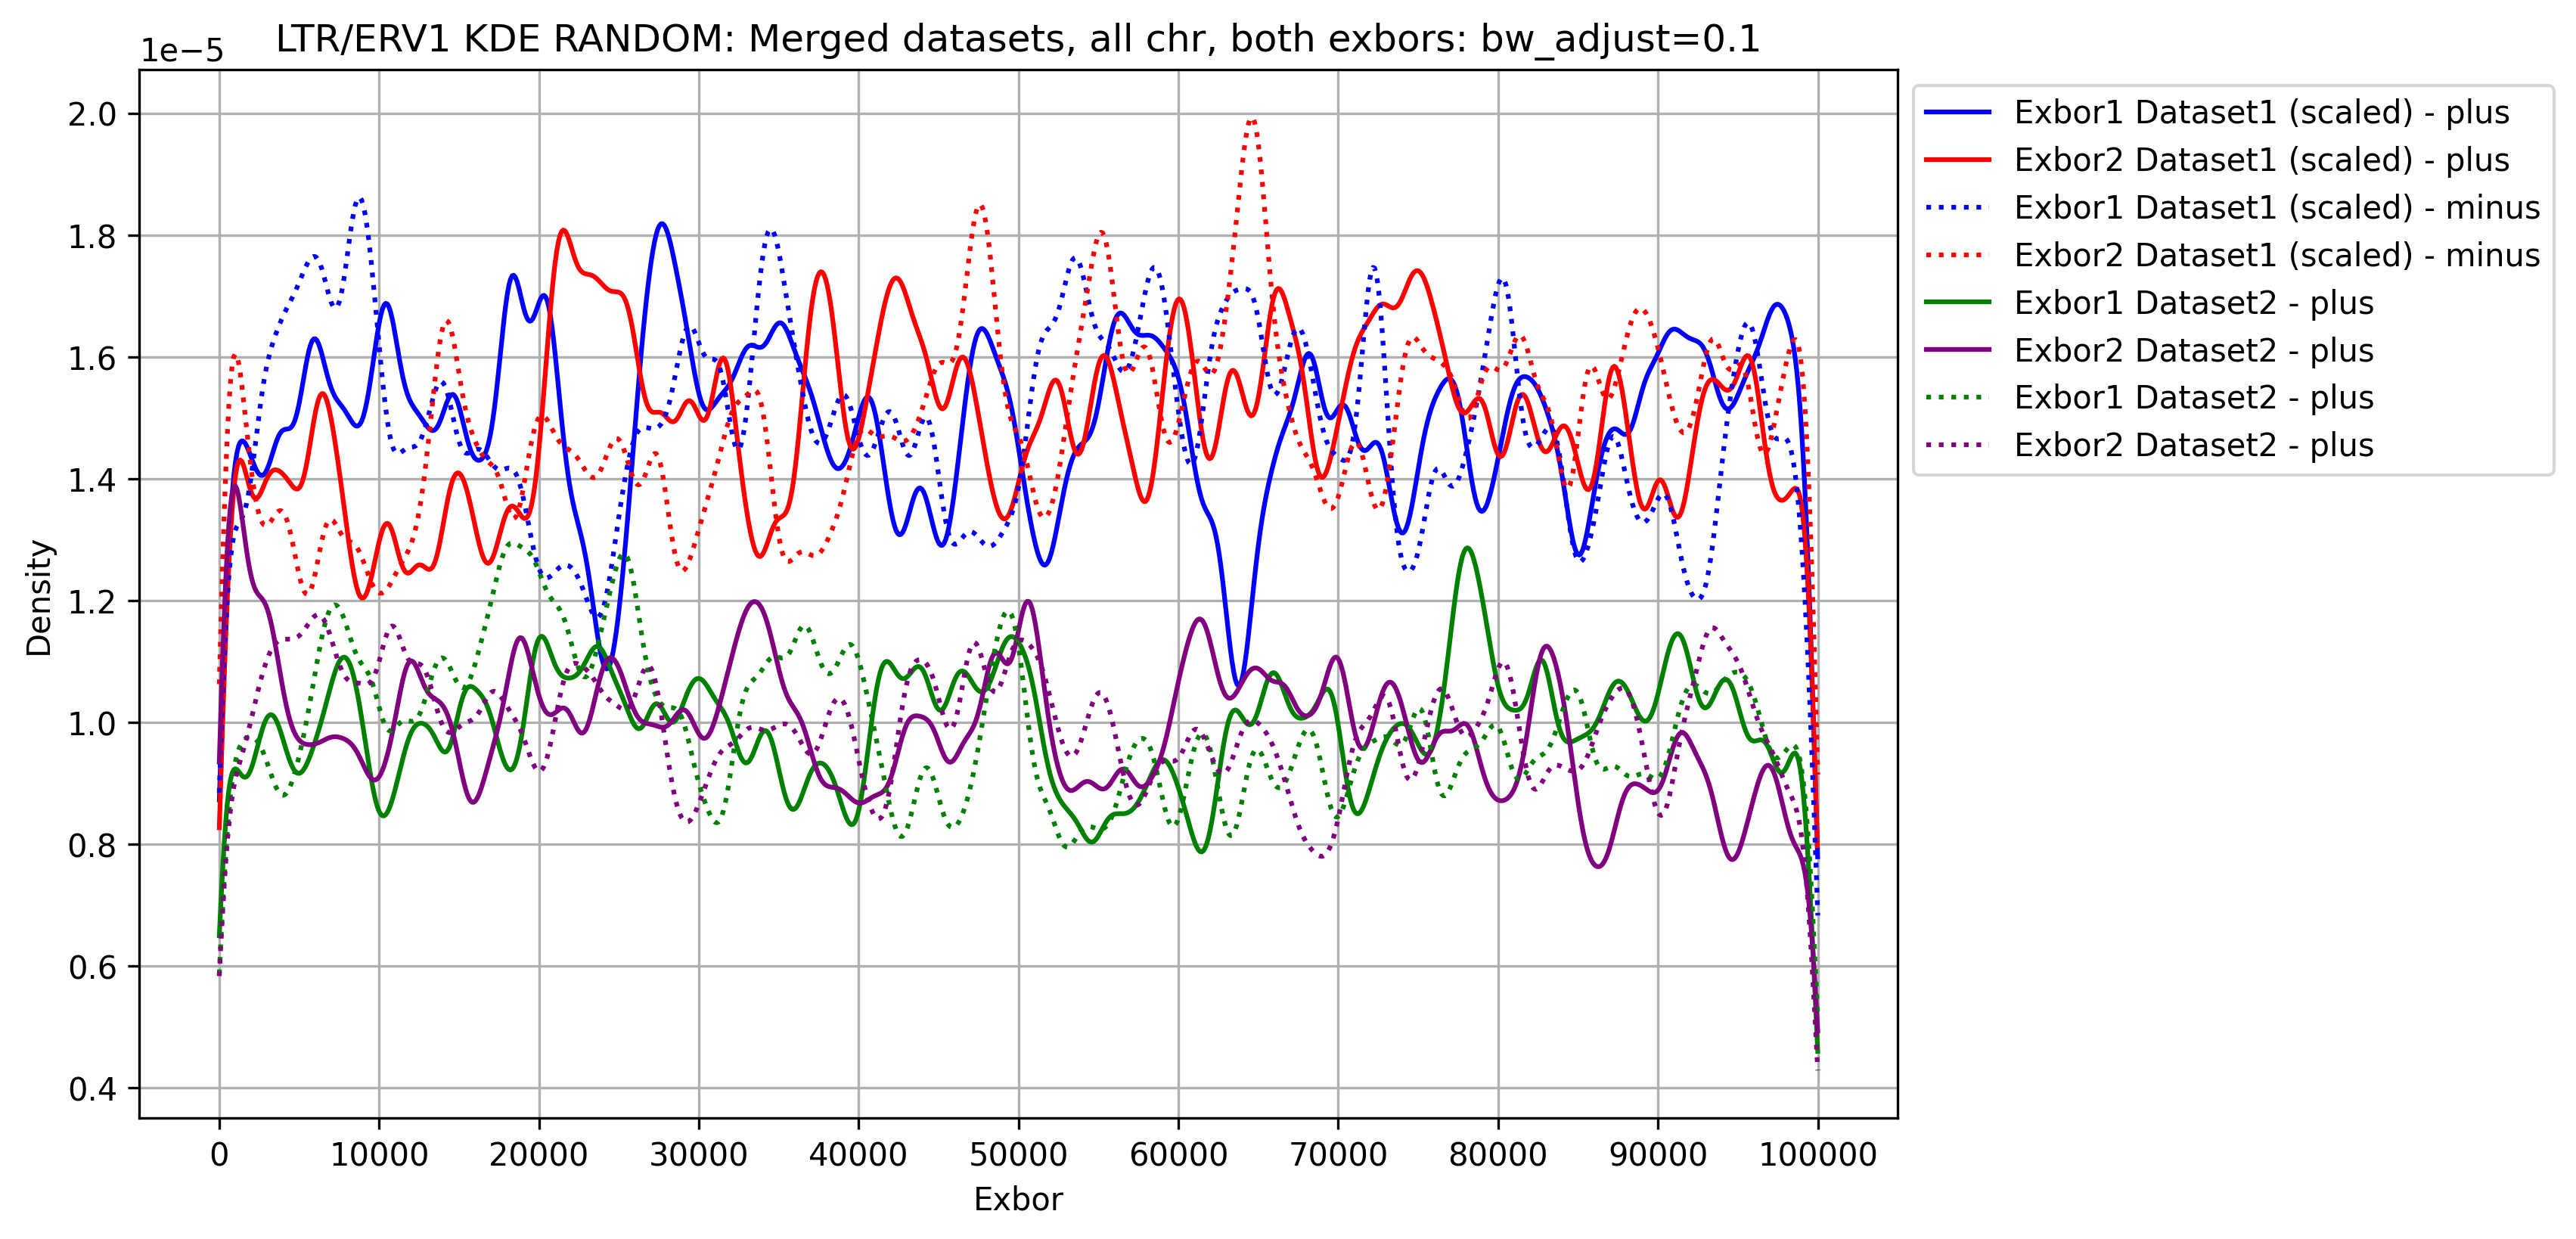 LTR/ERV1 KDE RANDOM: Merged datasets, all chr, both exbors: bw_adjust=0.1
1e−5
2.0
1.8
1.6
1.4
1.2
1.0
0.8
0.6
0.4
Density
0 10000 20000 30000 40000 50000 60000 70000 80000 90000 100000
Exbor
Exbor1 Dataset1 (scaled) - plus
Exbor2 Dataset1 (scaled) - plus
Exbor1 Dataset1 (scaled) - minus
Exbor2 Dataset1 (scaled) - minus
Exbor1 Dataset2 - plus
Exbor2 Dataset2 - plus
Exbor1 Dataset2 - plus
Exbor2 Dataset2 - plus